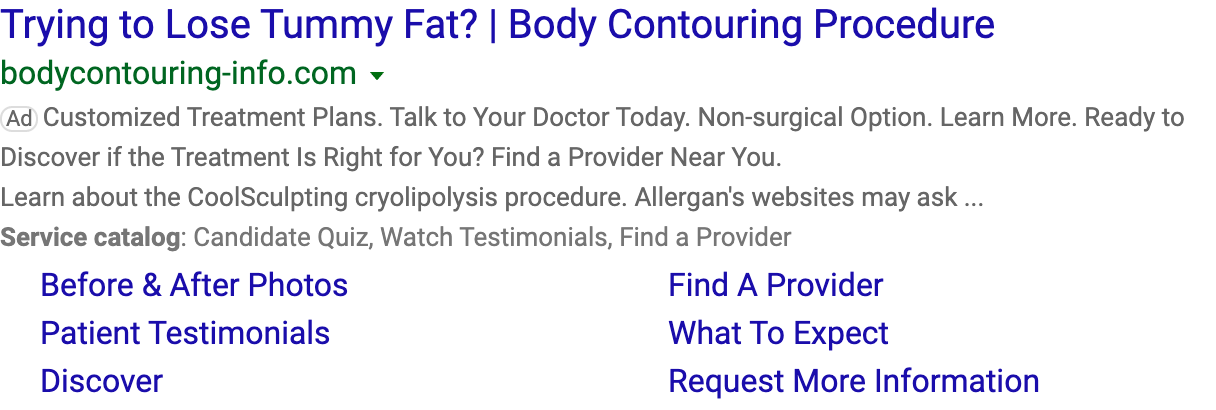 Trying to Lose Tummy Fat? | Body Contouring Procedure
bodycontouring-info.com
Ad Customized Treatment Plans. Talk to Your Doctor Today. Non-surgical Option. Learn More. Ready to
Discover if the Treatment Is Right for You? Find a Provider Near You.
Learn about the CoolSculpting cryolipolysis procedure. Allergan's websites may ask ...
Service catalog: Candidate Quiz, Watch Testimonials, Find a Provider
Before & After Photos
Find A Provider
Patient Testimonials
What To Expect
Discover
Request More Information